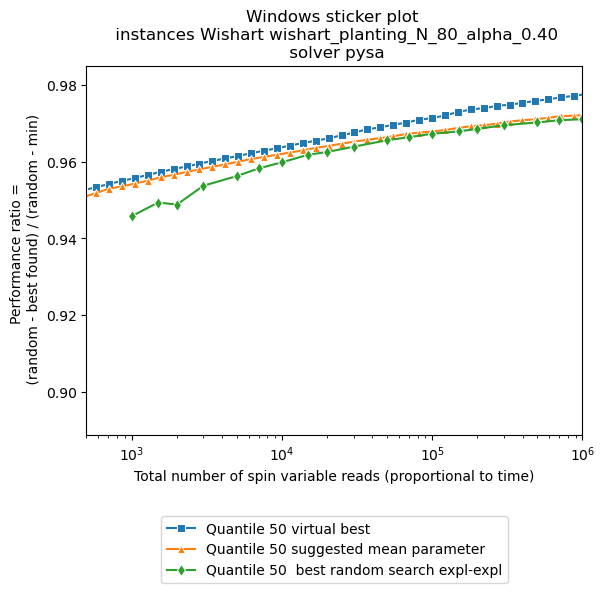 Windows sticker plot
instances Wishart wishart_planting_N_80_alpha_0.40
solver pysa
Performance ratio =
(random - best found) / (random - min)
0.98
0.96
0.94
0.92
0.90
10³ 10⁴ 10⁵ 10⁶
Total number of spin variable reads (proportional to time)
Quantile 50 virtual best
Quantile 50 suggested mean parameter
Quantile 50  best random search expl-expl